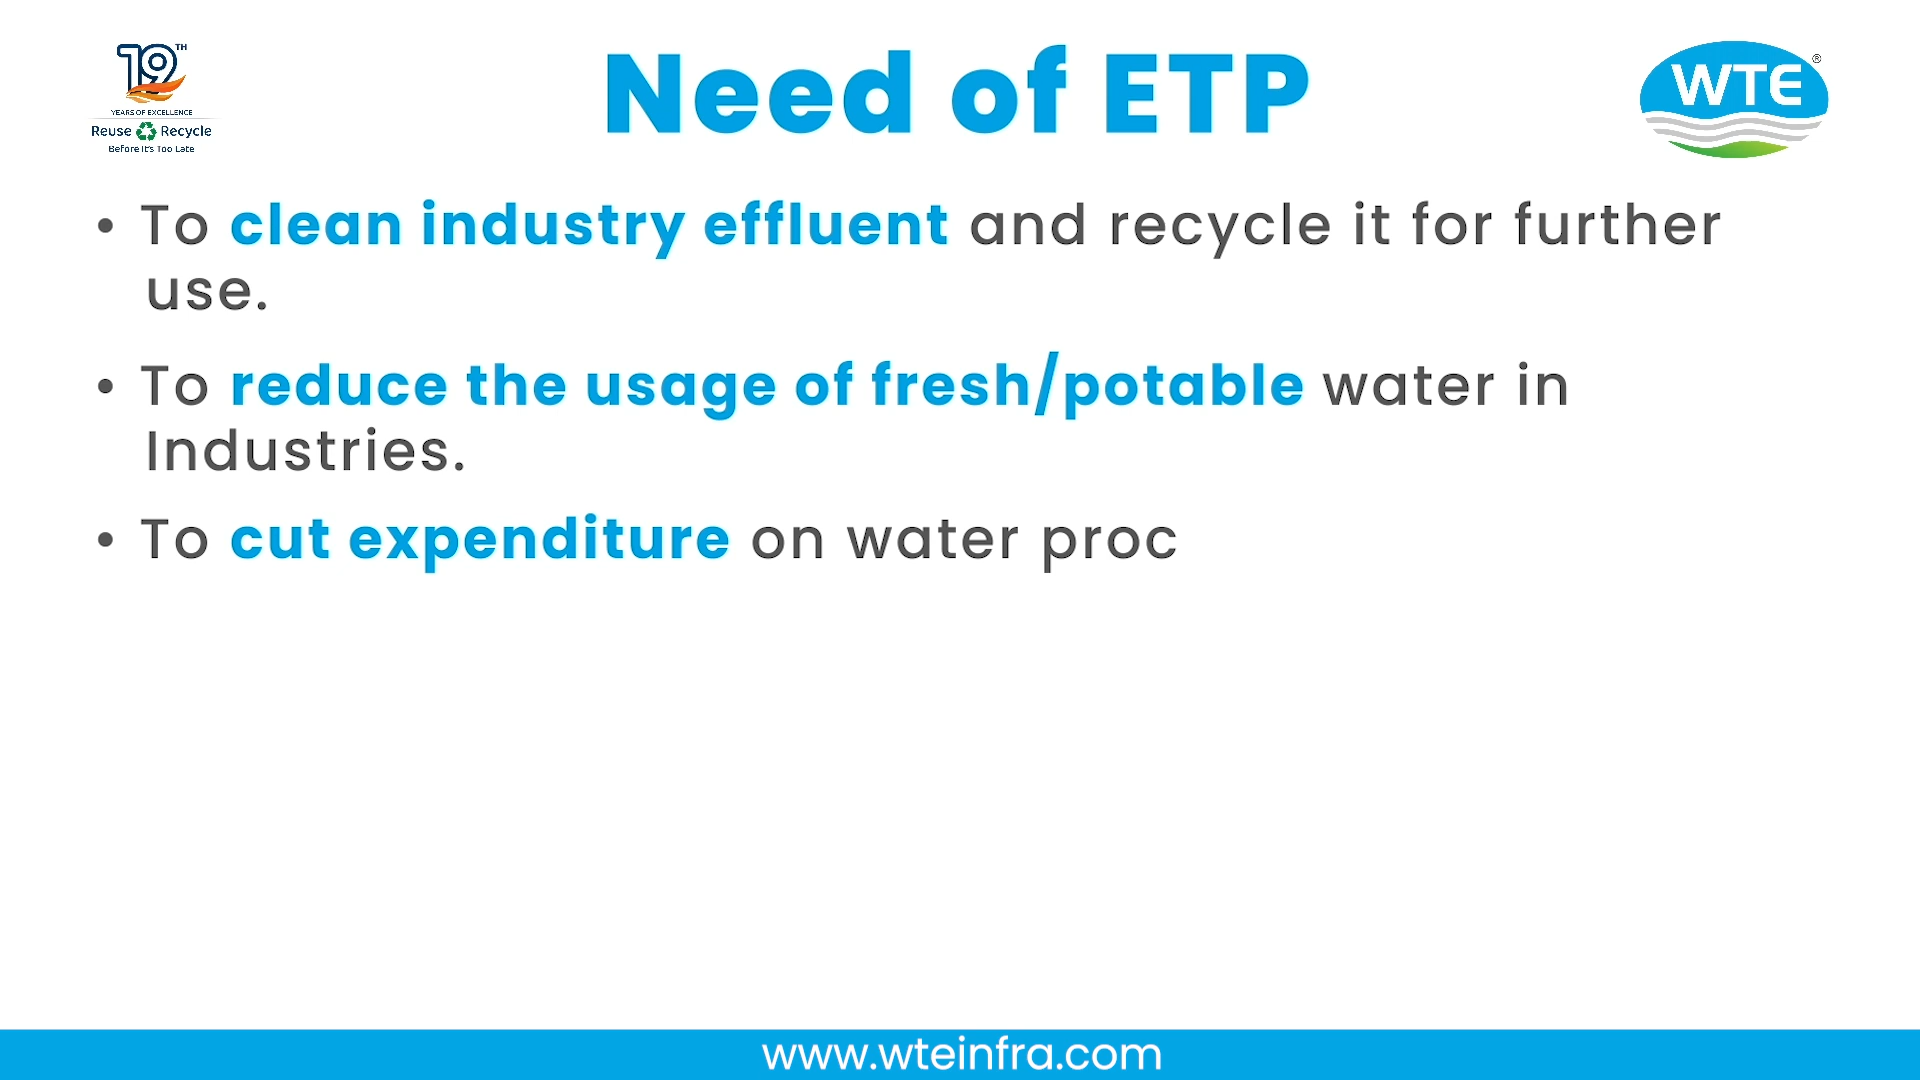 19TH
YEARS OF EXCELLENCE
Reuse Recycle
Before It's Too Late
Need of ETP
WTE®
• To clean industry effluent and recycle it for further
use.
• To reduce the usage of fresh/potable water in
Industries.
• To cut expenditure on water proc
www.wteinfra.com